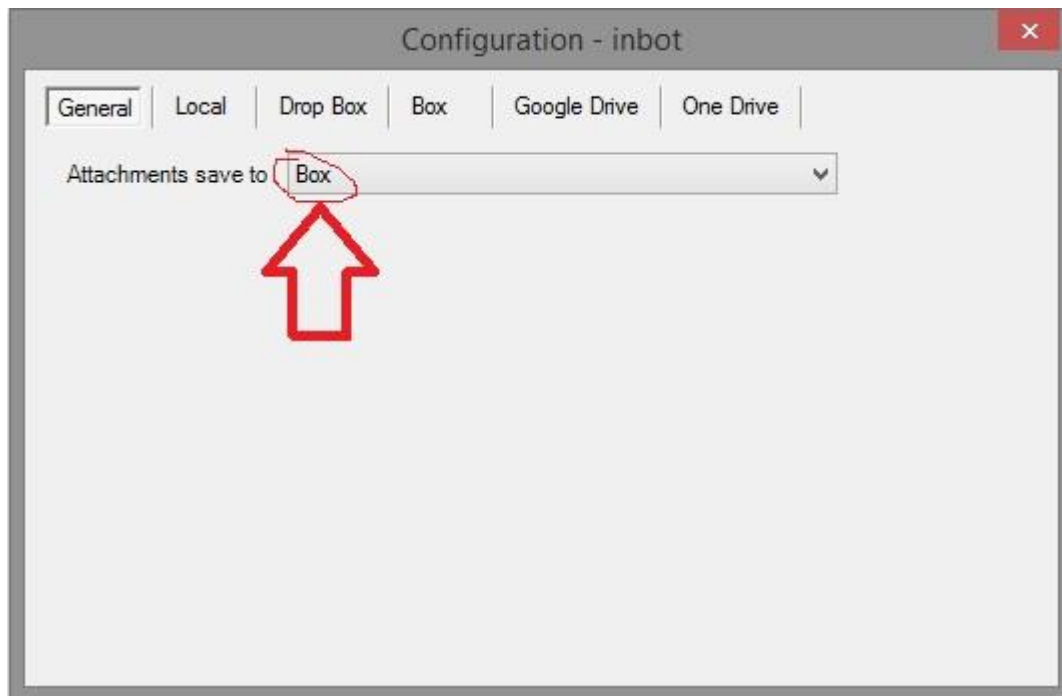 Configuration - inbot
General Local Drop Box Box Google Drive One Drive
Attachments save to Box